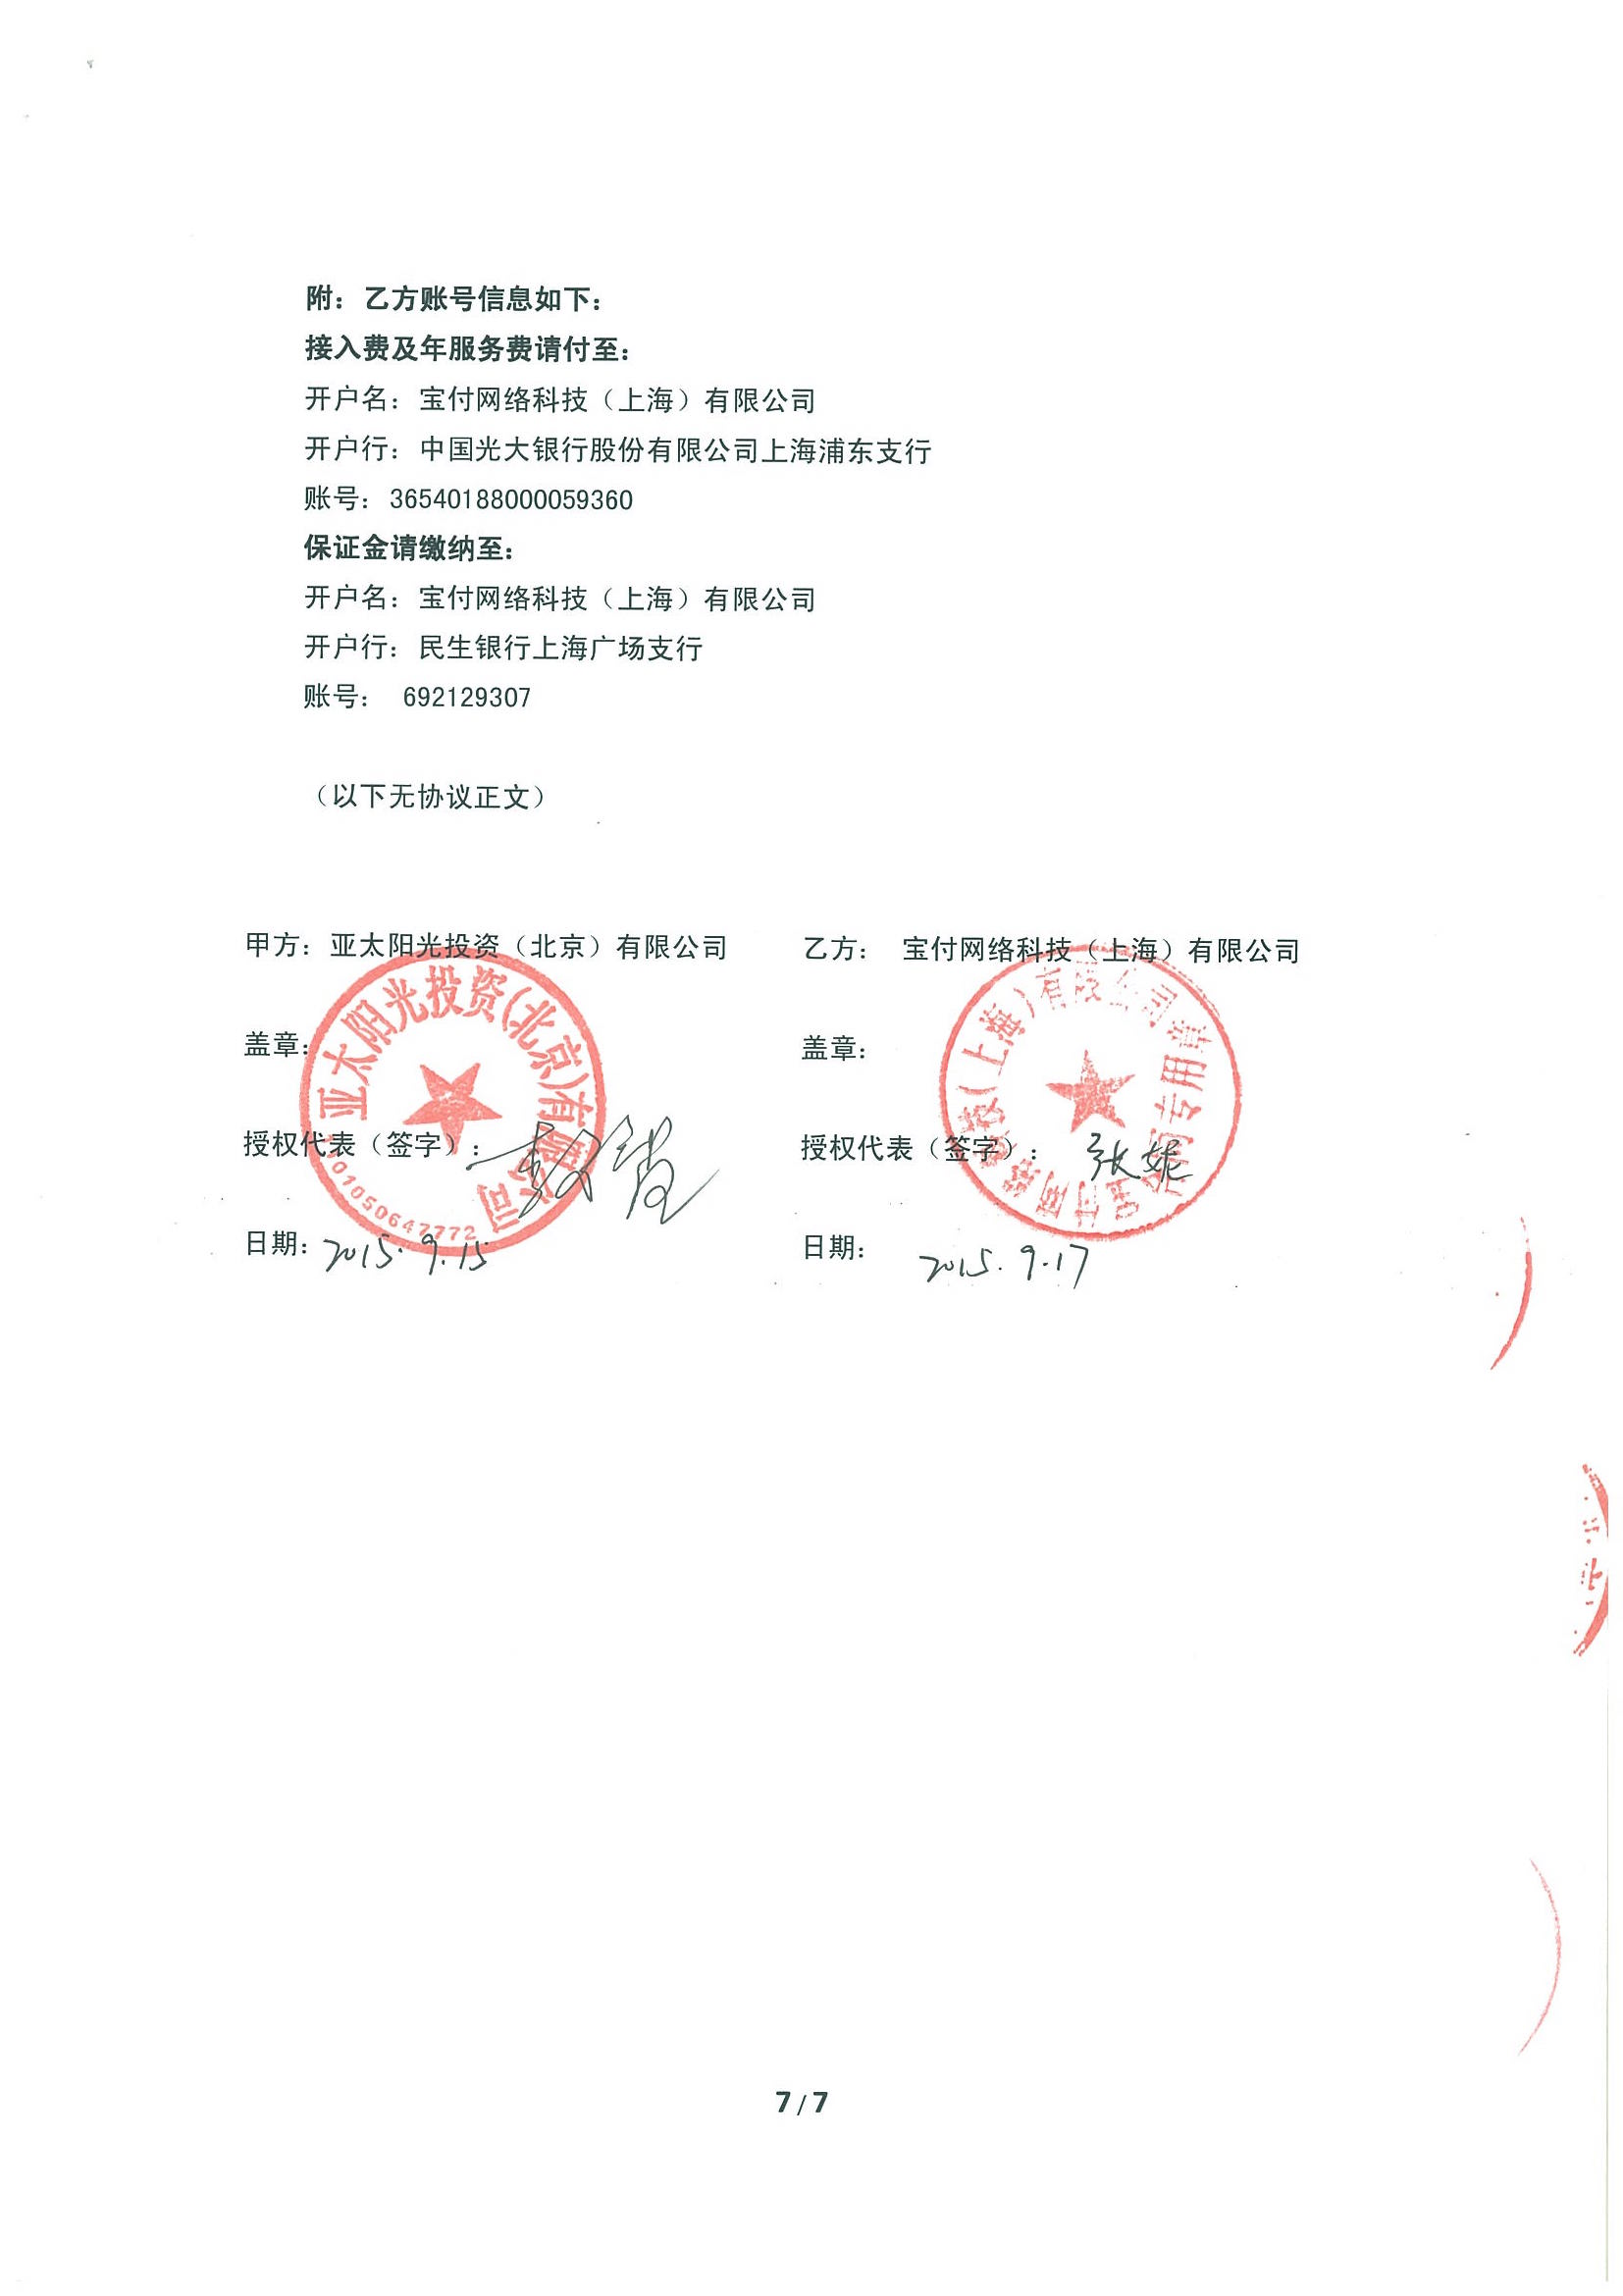 附：乙方账号信息如下：
接入费及年服务费请付至：
开户名：宝付网络科技（上海）有限公司
开户行：中国光大银行股份有限公司上海浦东支行
账号：36540188000059360
保证金请缴纳至：
开户名：宝付网络科技（上海）有限公司
开户行：民生银行上海广场支行
账号： 692129307
（以下无协议正文）
甲方：亚太阳光投资（北京）有限公司
盖章：
授权代表（签字）：
日期：2015.9.15
亚太阳光投资(北京)有限公司
乙方： 宝付网络科技（上海）有限公司
盖章：
授权代表（签字）： 张妮
日期： 2015.9.17
宝付网络科技(上海)有限公司
合同专用章
7/7